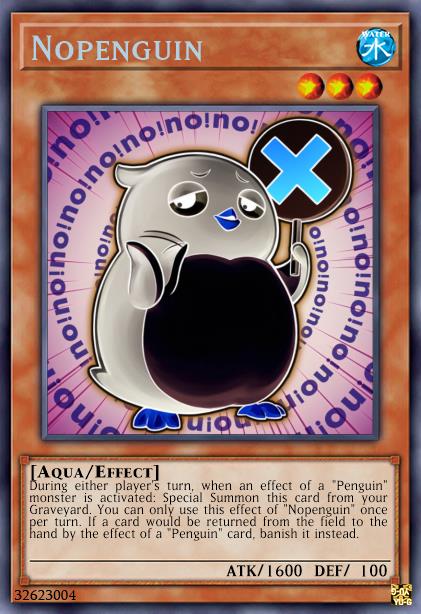 Nopenguin
WATER
水
no!no!no!no!no!no!no!no!
[Aqua/Effect]
During either player's turn, when an effect of a "Penguin"
monster is activated: Special Summon this card from your
Graveyard. You can only use this effect of "Nopenguin" once
per turn. If a card would be returned from the field to the
hand by the effect of a "Penguin" card, banish it instead.
ATK/1600 DEF/ 100
32623004